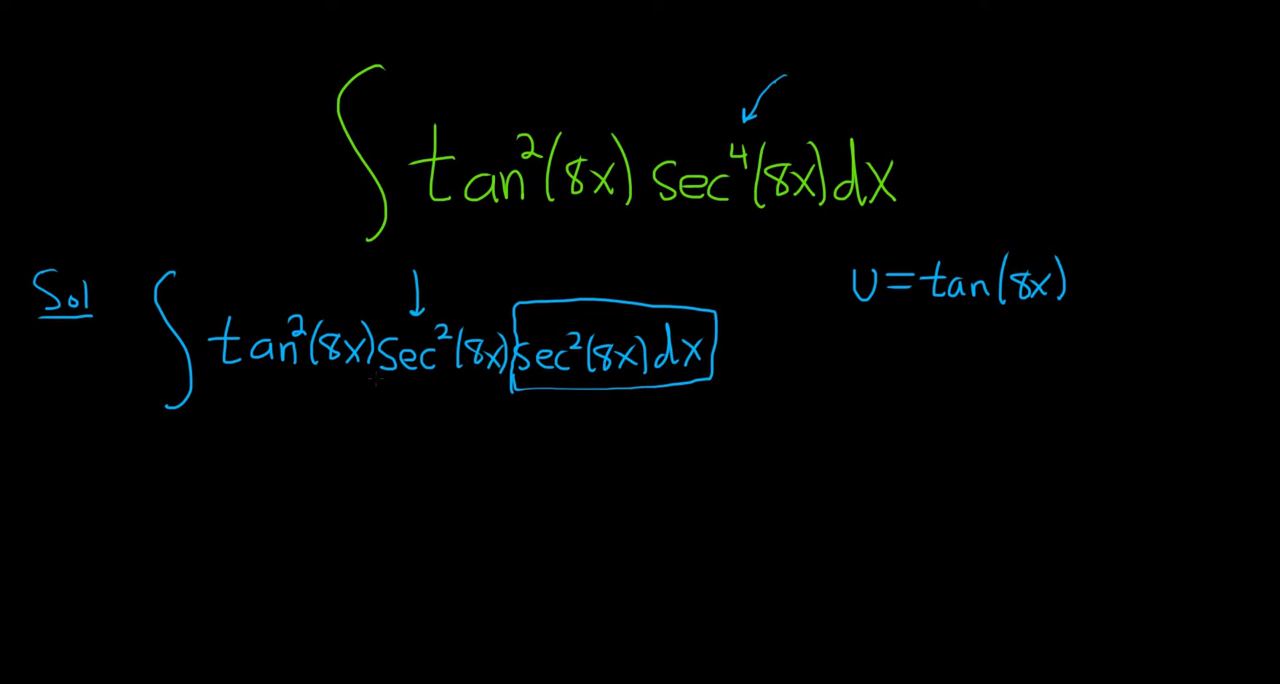 ∫ tan²(8x) sec⁴(8x) dx
Sol ∫ tan²(8x) sec²(8x) sec²(8x) dx
U = tan(8x)